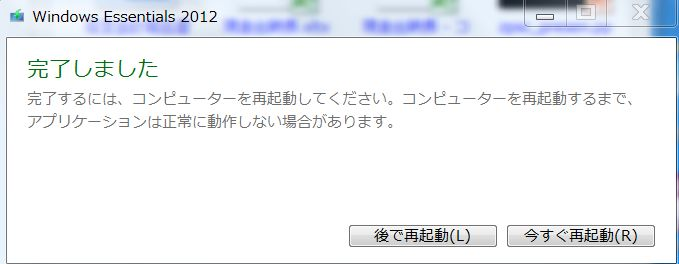 Windows Essentials 2012
完了しました
完了するには、コンピューターを再起動してください。コンピューターを再起動するまで、
アプリケーションは正常に動作しない場合があります。
後で再起動(L)
今すぐ再起動(R)